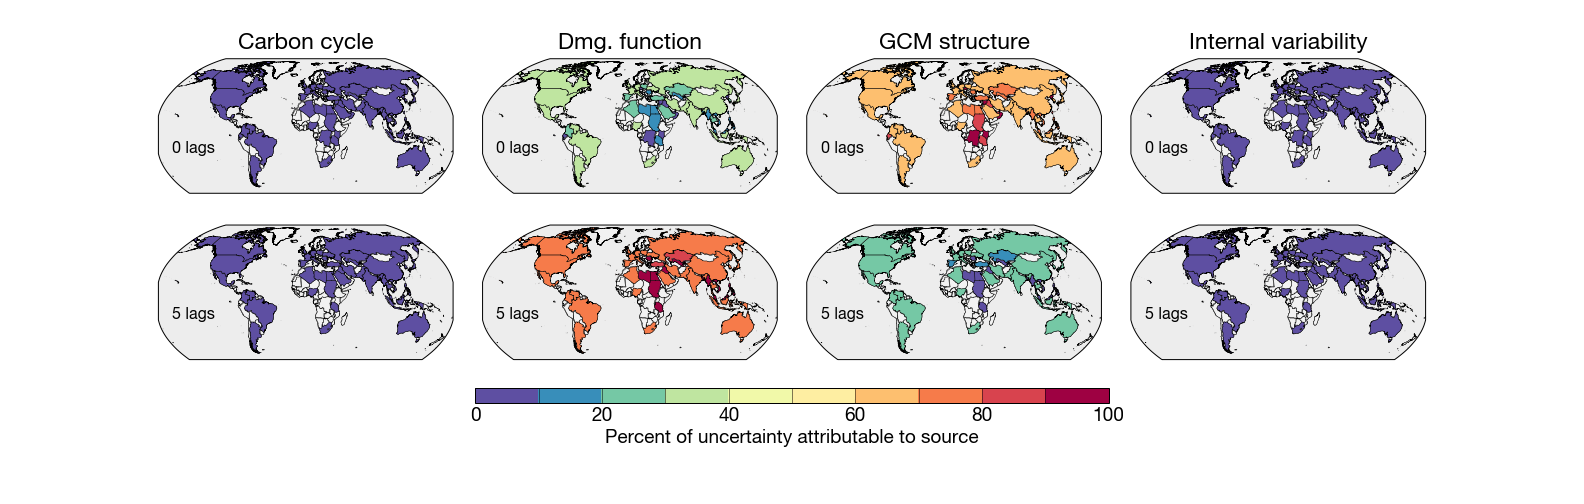 Carbon cycle
Dmg. function
GCM structure
Internal variability
0 lags
0 lags
0 lags
0 lags
5 lags
5 lags
5 lags
5 lags
0 20 40 60 80 100
Percent of uncertainty attributable to source